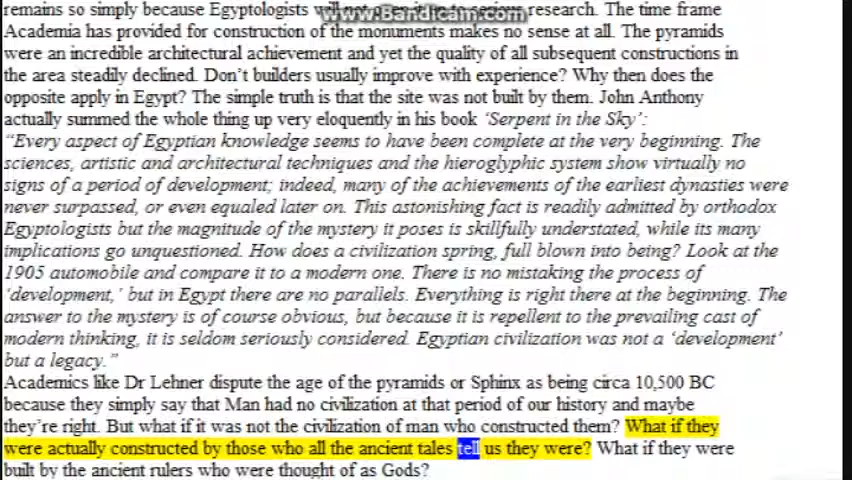 remains so simply because Egyptologists will not open it up to serious research. The time frame
www.Bandicam.com
Academia has provided for construction of the monuments makes no sense at all. The pyramids
were an incredible architectural achievement and yet the quality of all subsequent constructions in
the area steadily declined. Don’t builders usually improve with experience? Why then does the
opposite apply in Egypt? The simple truth is that the site was not built by them. John Anthony
actually summed the whole thing up very eloquently in his book ‘Serpent in the Sky’:
“Every aspect of Egyptian knowledge seems to have been complete at the very beginning. The
sciences, artistic and architectural techniques and the hieroglyphic system show virtually no
signs of a period of development; indeed, many of the achievements of the earliest dynasties were
never surpassed, or even equaled later on. This astonishing fact is readily admitted by orthodox
Egyptologists but the magnitude of the mystery it poses is skillfully understated, while its many
implications go unquestioned. How does a civilization spring, full blown into being? Look at the
1905 automobile and compare it to a modern one. There is no mistaking the process of
‘development,’ but in Egypt there are no parallels. Everything is right there at the beginning. The
answer to the mystery is of course obvious, but because it is repellent to the prevailing cast of
modern thinking, it is seldom seriously considered. Egyptian civilization was not a ‘development’
but a legacy.”
Academics like Dr Lehner dispute the age of the pyramids or Sphinx as being circa 10,500 BC
because they simply say that Man had no civilization at that period of our history and maybe
they’re right. But what if it was not the civilization of man who constructed them? What if they
were actually constructed by those who all the ancient tales tell us they were? What if they were
built by the ancient rulers who were thought of as Gods?